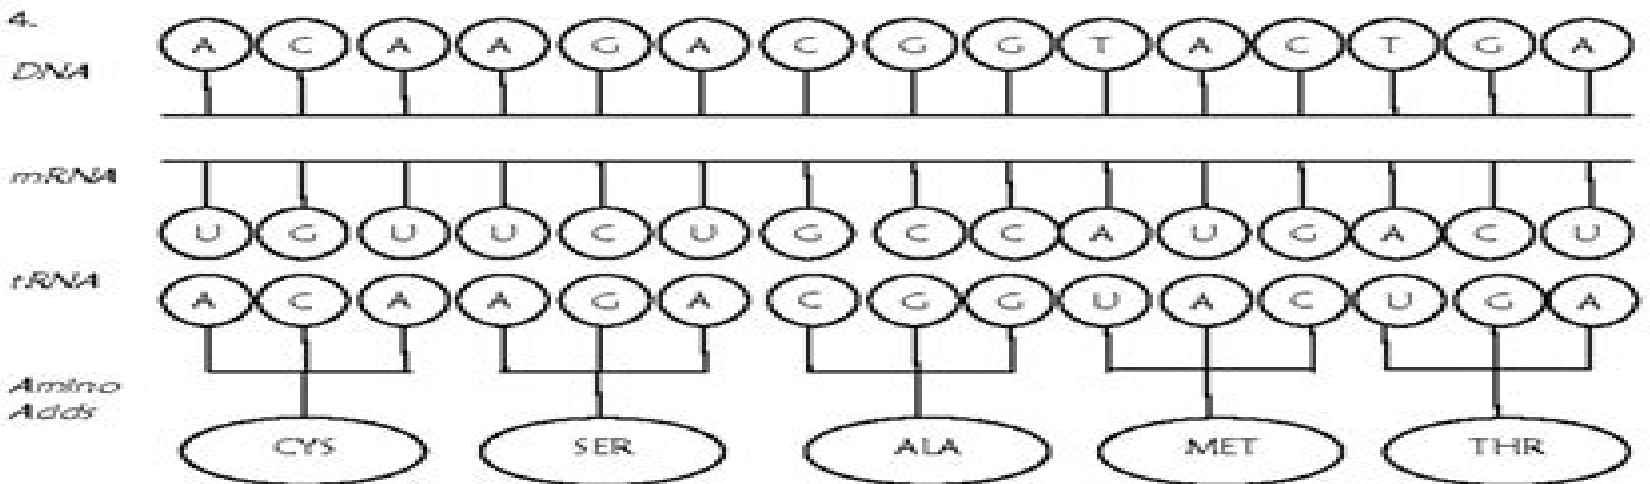 4.
DNA A C A A G A C G G T A C T G A
mRNA
U G U U C U G C C A U G A C U
tRNA A C A A G A C G G U A C U G A
Amino
Acids
CYS SER ALA MET THR